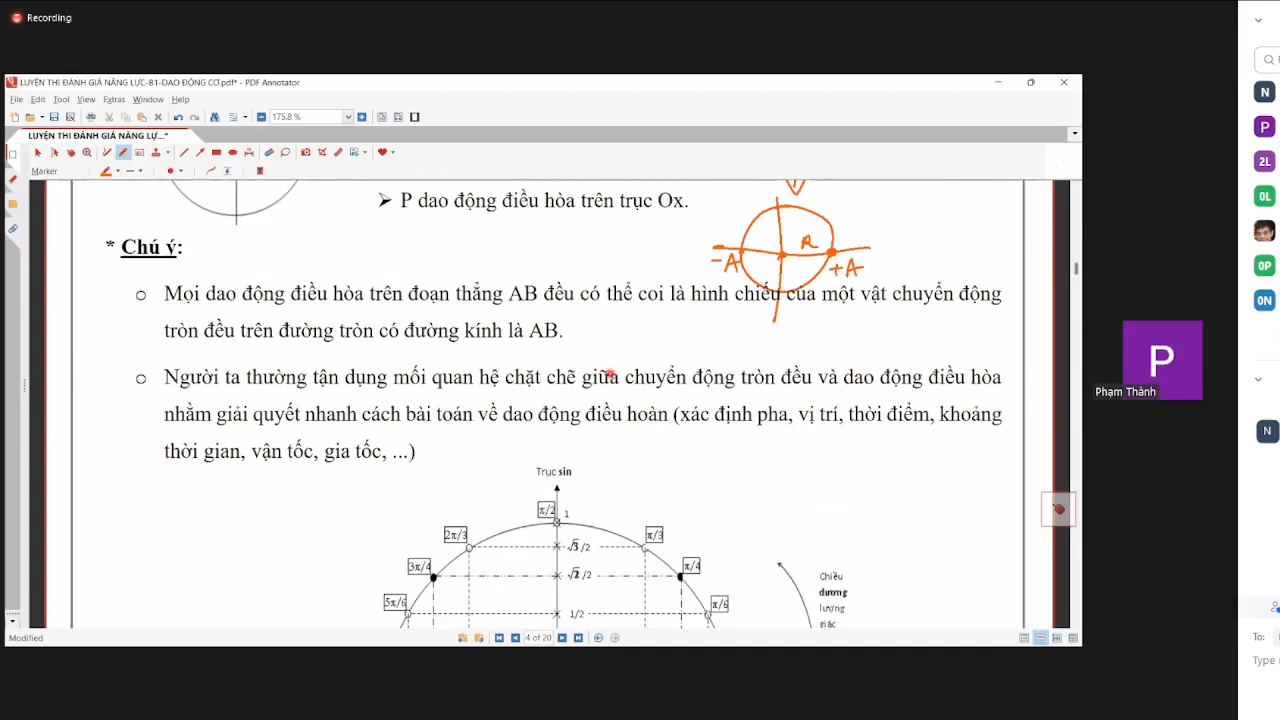 Recording
LUYỆN THI ĐÁNH GIÁ NĂNG LỰC-B1-DAO ĐỘNG CƠ.pdf* - PDF Annotator
File Edit Tool View Extras Window Help
175.8 %
LUYỆN THI ĐÁNH GIÁ NĂNG LỰ...*
Marker
➢ P dao động điều hòa trên trục Ox.
* Chú ý:
R
-A
+A
o Mọi dao động điều hòa trên đoạn thẳng AB đều có thể coi là hình chiếu của một vật chuyển động
tròn đều trên đường tròn có đường kính là AB.
o Người ta thường tận dụng mối quan hệ chặt chẽ giữa chuyển động tròn đều và dao động điều hòa
nhằm giải quyết nhanh cách bài toán về dao động điều hoàn (xác định pha, vị trí, thời điểm, khoảng
thời gian, vận tốc, gia tốc, ...)
Trục sin
π/2
1
2π/3
π/3
√3/2
3π/4
π/4
√2/2
5π/6
π/6
1/2
Chiều
dương
lượng
giác
Modified
4 of 20
N
P
2L
0L
0P
0N
P
Phạm Thành
N
To:
Type